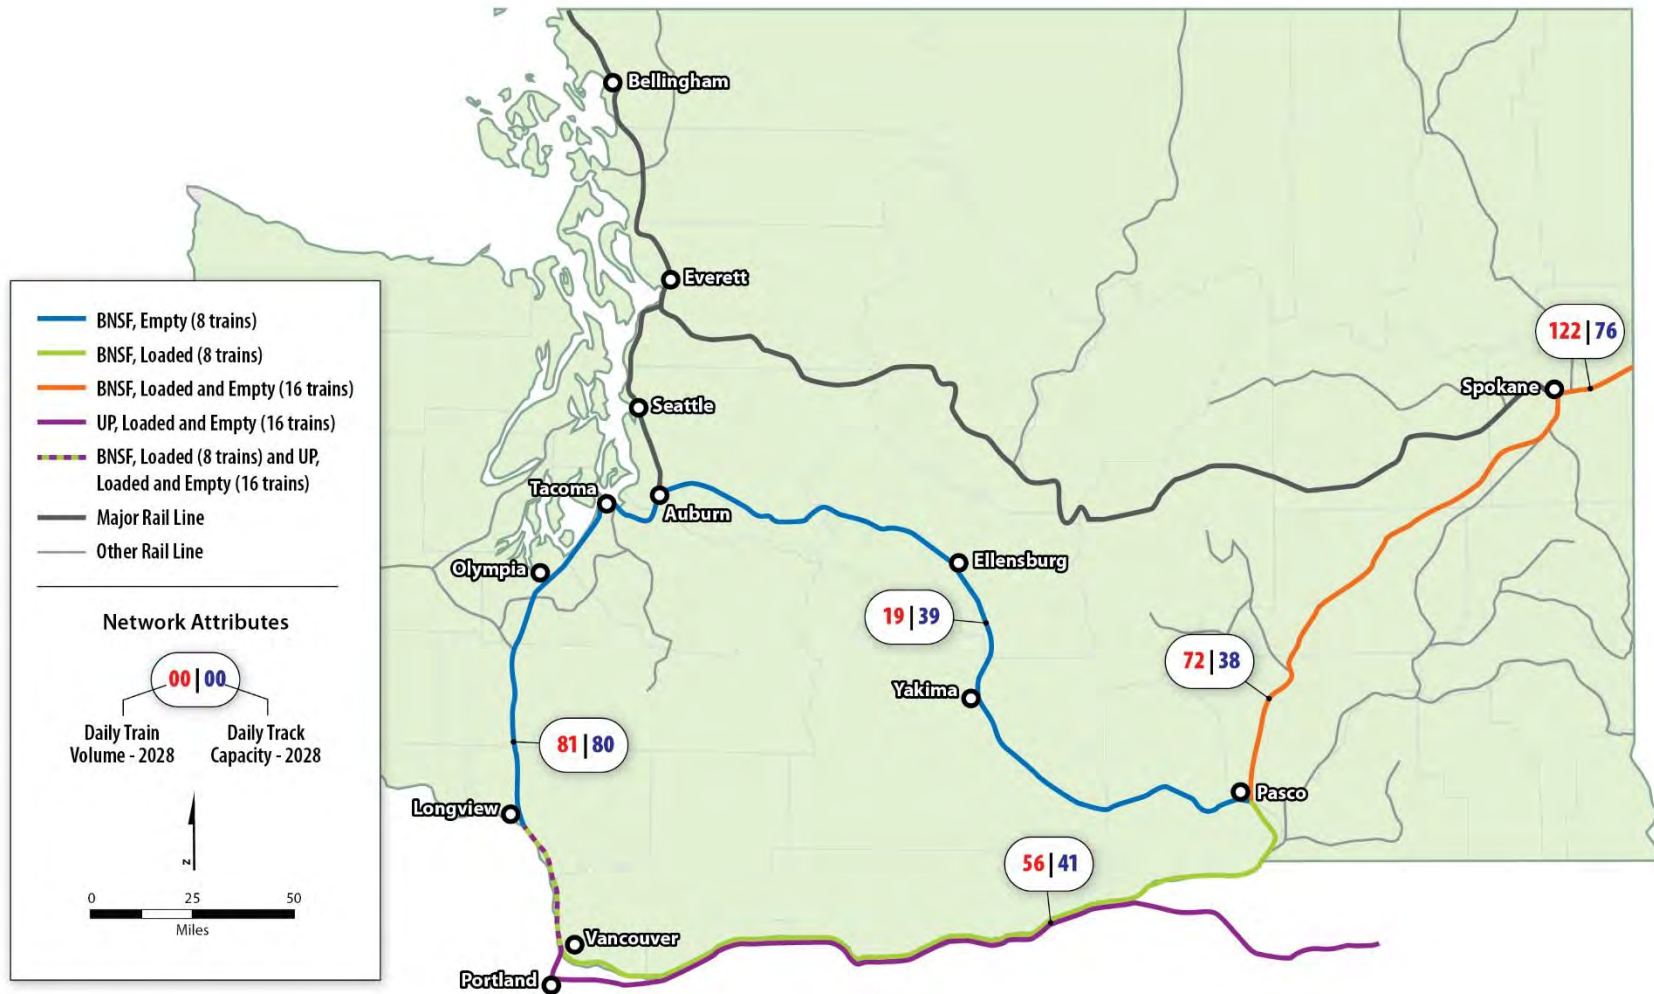 Bellingham
Everett
122 | 76
Spokane
Seattle
Tacoma
Auburn
Olympia
Ellensburg
19 | 39
72 | 38
Yakima
81 | 80
Longview
Pasco
56 | 41
Vancouver
Portland
BNSF, Empty (8 trains)
BNSF, Loaded (8 trains)
BNSF, Loaded and Empty (16 trains)
UP, Loaded and Empty (16 trains)
BNSF, Loaded (8 trains) and UP,
Loaded and Empty (16 trains)
Major Rail Line
Other Rail Line
Network Attributes
00 | 00
Daily Train
Volume - 2028
Daily Track
Capacity - 2028
N
0 25 50
Miles